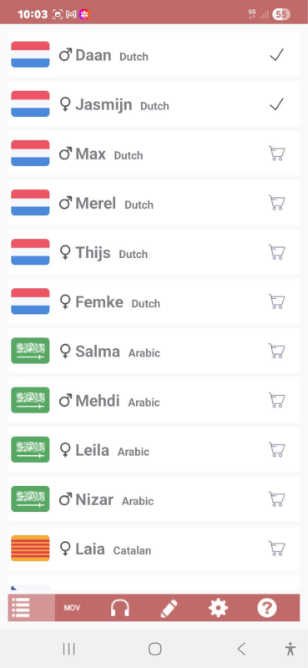 10:03
5G 55
Daan Dutch
Jasmijn Dutch
Max Dutch
Merel Dutch
Thijs Dutch
Femke Dutch
Salma Arabic
Mehdi Arabic
Leila Arabic
Nizar Arabic
Laia Catalan
MOV